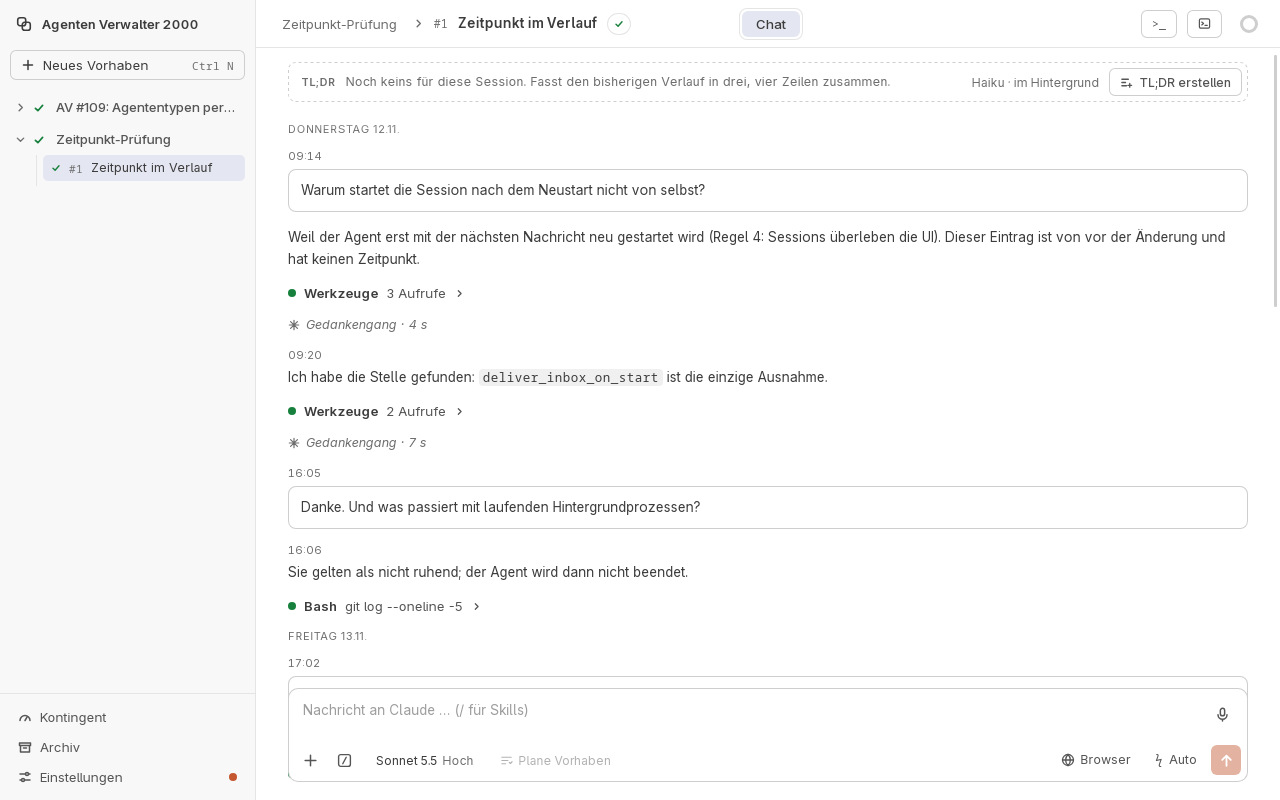 Agenten Verwalter 2000
Neues Vorhaben Ctrl N
AV #109: Agententypen per…
Zeitpunkt-Prüfung
#1 Zeitpunkt im Verlauf
Kontingent
Archiv
Einstellungen
Zeitpunkt-Prüfung > #1 Zeitpunkt im Verlauf
Chat
>_
TL;DR Noch keins für diese Session. Fasst den bisherigen Verlauf in drei, vier Zeilen zusammen. Haiku · im Hintergrund TL;DR erstellen
DONNERSTAG 12.11.
09:14
Warum startet die Session nach dem Neustart nicht von selbst?
Weil der Agent erst mit der nächsten Nachricht neu gestartet wird (Regel 4: Sessions überleben die UI). Dieser Eintrag ist von vor der Änderung und
hat keinen Zeitpunkt.
Werkzeuge 3 Aufrufe
Gedankengang · 4 s
09:20
Ich habe die Stelle gefunden: deliver_inbox_on_start ist die einzige Ausnahme.
Werkzeuge 2 Aufrufe
Gedankengang · 7 s
16:05
Danke. Und was passiert mit laufenden Hintergrundprozessen?
16:06
Sie gelten als nicht ruhend; der Agent wird dann nicht beendet.
Bash git log --oneline -5
FREITAG 13.11.
17:02
Nachricht an Claude … (/ für Skills)
Sonnet 5.5 Hoch Plane Vorhaben Browser Auto